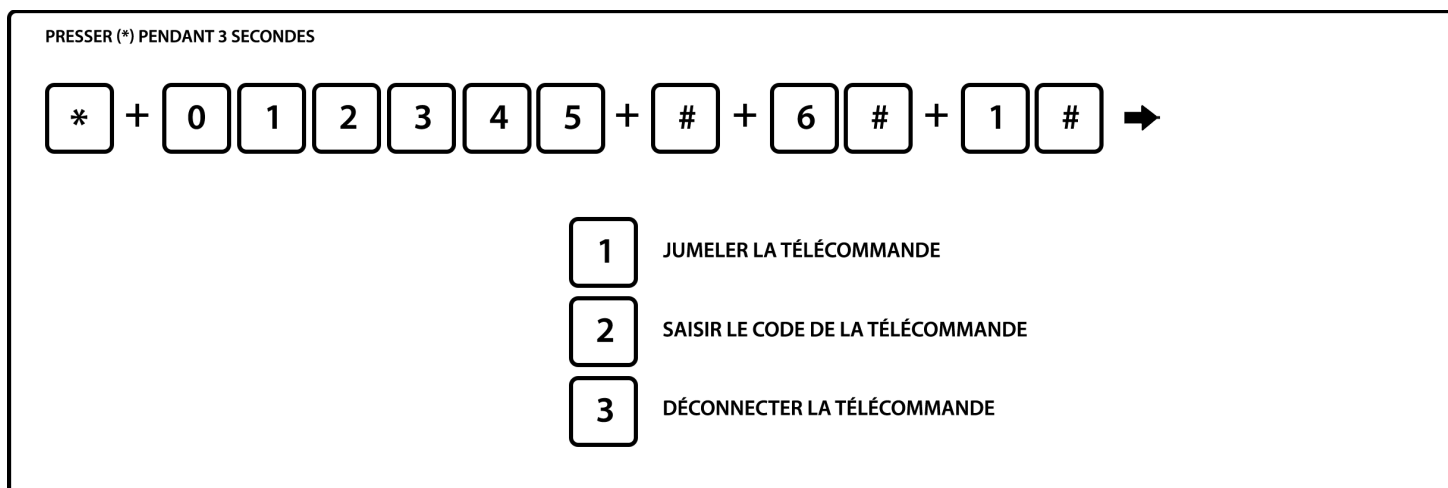 PRESSER (*) PENDANT 3 SECONDES
* + 0 1 2 3 4 5 + # + 6 # + 1 #
1 JUMELER LA TÉLÉCOMMANDE
2 SAISIR LE CODE DE LA TÉLÉCOMMANDE
3 DÉCONNECTER LA TÉLÉCOMMANDE